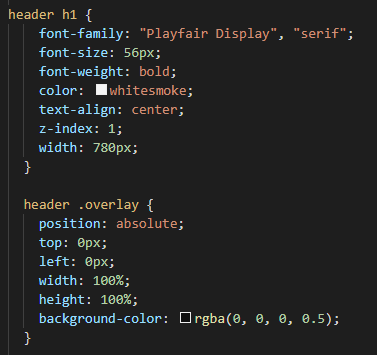 header h1 {
font-family: "Playfair Display", "serif";
font-size: 56px;
font-weight: bold;
color: whitesmoke;
text-align: center;
z-index: 1;
width: 780px;
}
header .overlay {
position: absolute;
top: 0px;
left: 0px;
width: 100%;
height: 100%;
background-color: rgba(0, 0, 0, 0.5);
}